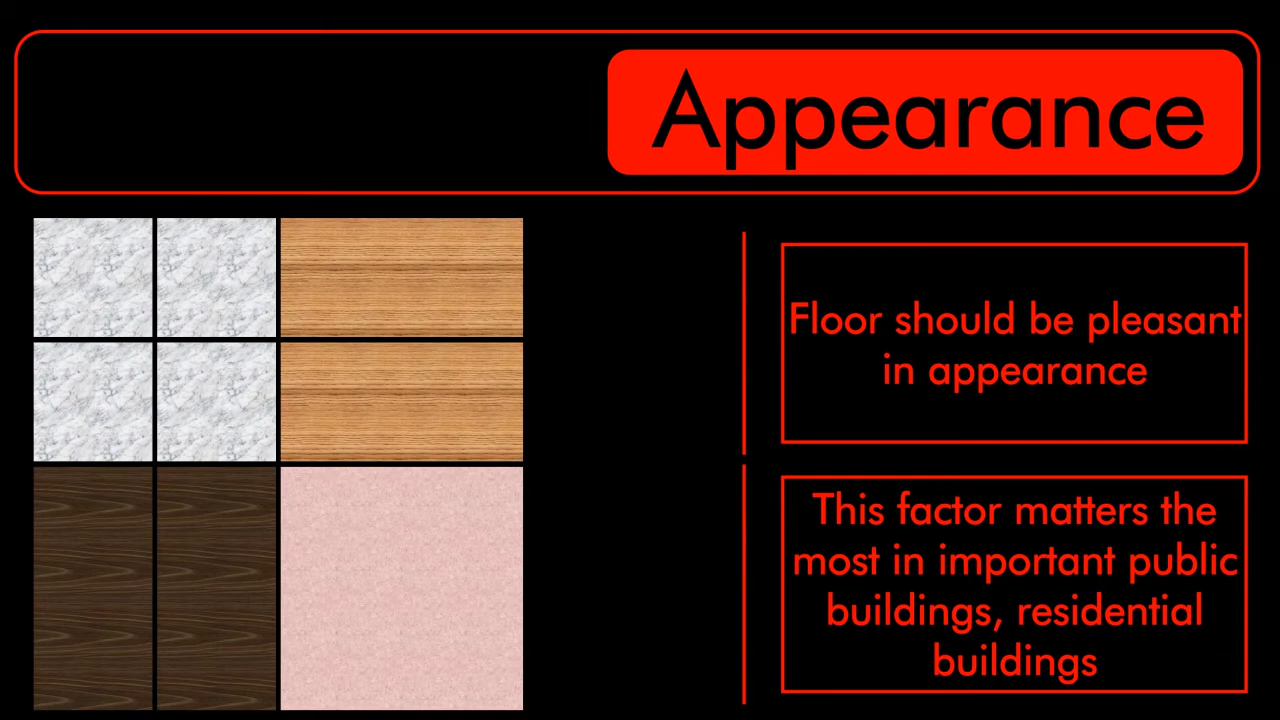 Appearance
Floor should be pleasant
in appearance
This factor matters the
most in important public
buildings, residential
buildings